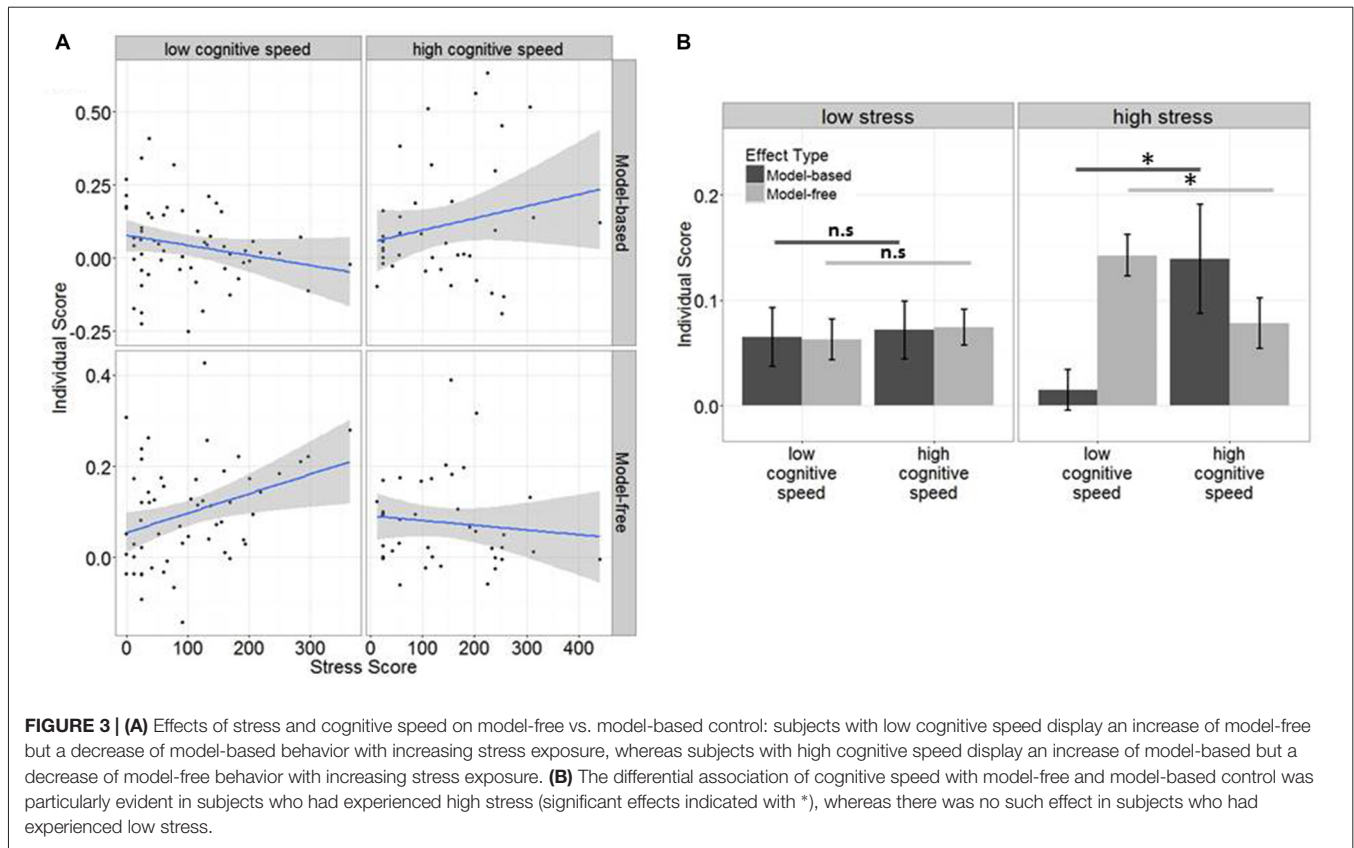 A
low cognitive speed
high cognitive speed
0.50
0.25
0.00
-0.25
Model-based
Individual Score
0.4
0.2
0.0
Model-free
0 100 200 300
0 100 200 300 400
Stress Score
B
low stress
high stress
Effect Type
Model-based
Model-free
n.s
n.s
*
*
0.2
0.1
0.0
Individual Score
low cognitive speed
high cognitive speed
low cognitive speed
high cognitive speed
FIGURE 3 | (A) Effects of stress and cognitive speed on model-free vs. model-based control: subjects with low cognitive speed display an increase of model-free
but a decrease of model-based behavior with increasing stress exposure, whereas subjects with high cognitive speed display an increase of model-based but a
decrease of model-free behavior with increasing stress exposure. (B) The differential association of cognitive speed with model-free and model-based control was
particularly evident in subjects who had experienced high stress (significant effects indicated with *), whereas there was no such effect in subjects who had
experienced low stress.